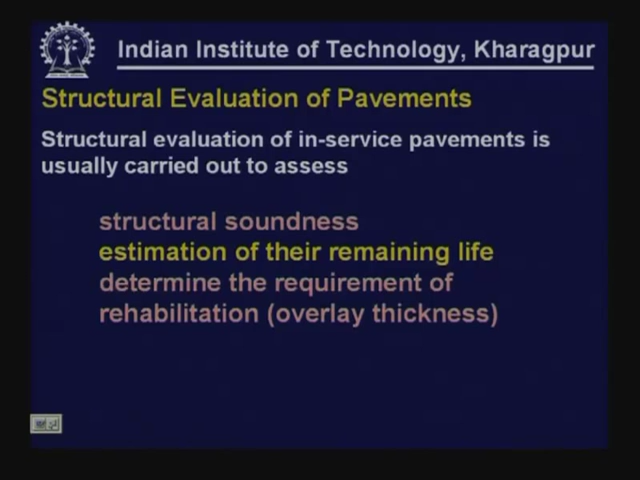 Indian Institute of Technology, Kharagpur
Structural Evaluation of Pavements
Structural evaluation of in-service pavements is
usually carried out to assess
structural soundness
estimation of their remaining life
determine the requirement of
rehabilitation (overlay thickness)